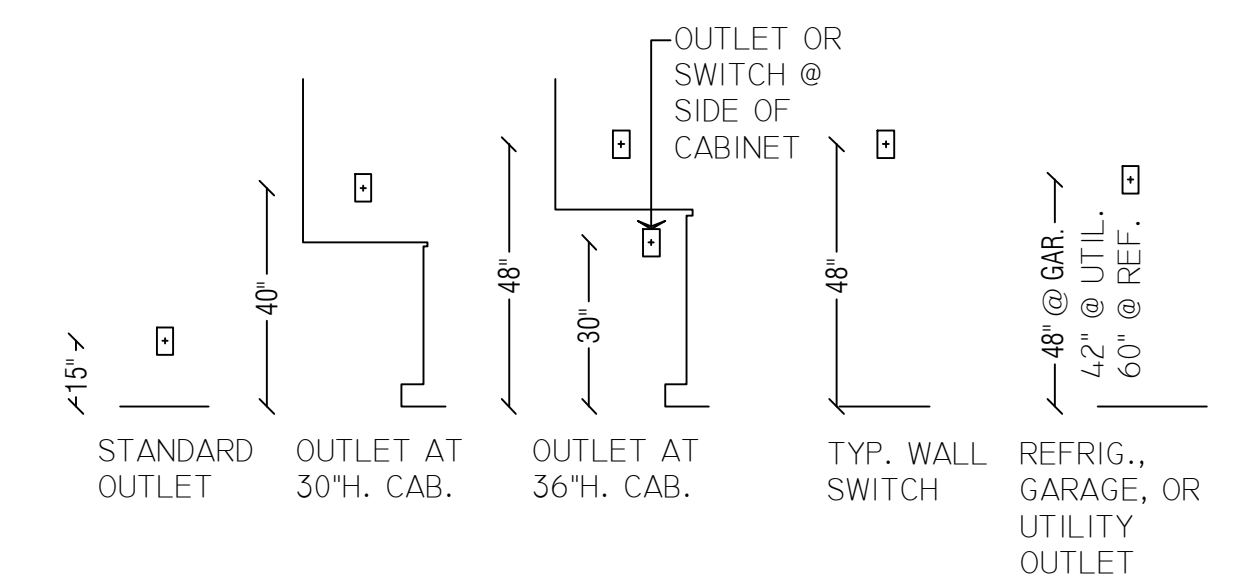 OUTLET OR
SWITCH @
SIDE OF
CABINET
15"
40"
48"
30"
48"
48" @ GAR.
42" @ UTIL.
60" @ REF.
STANDARD
OUTLET
OUTLET AT
30"H. CAB.
OUTLET AT
36"H. CAB.
TYP. WALL
SWITCH
REFRIG.,
GARAGE, OR
UTILITY
OUTLET